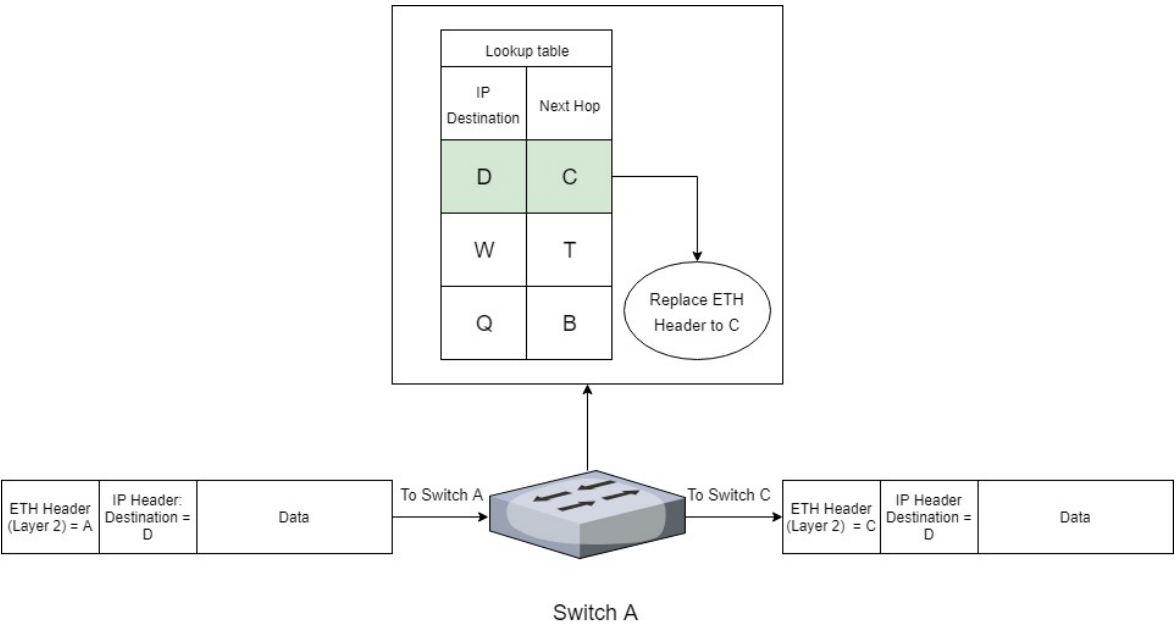 Lookup table
IP
Destination
Next Hop
D
C
W
T
Q
B
Replace ETH
Header to C
ETH Header
(Layer 2) = A
IP Header:
Destination =
D
Data
To Switch A
To Switch C
ETH Header
(Layer 2) = C
IP Header
Destination =
D
Data
Switch A